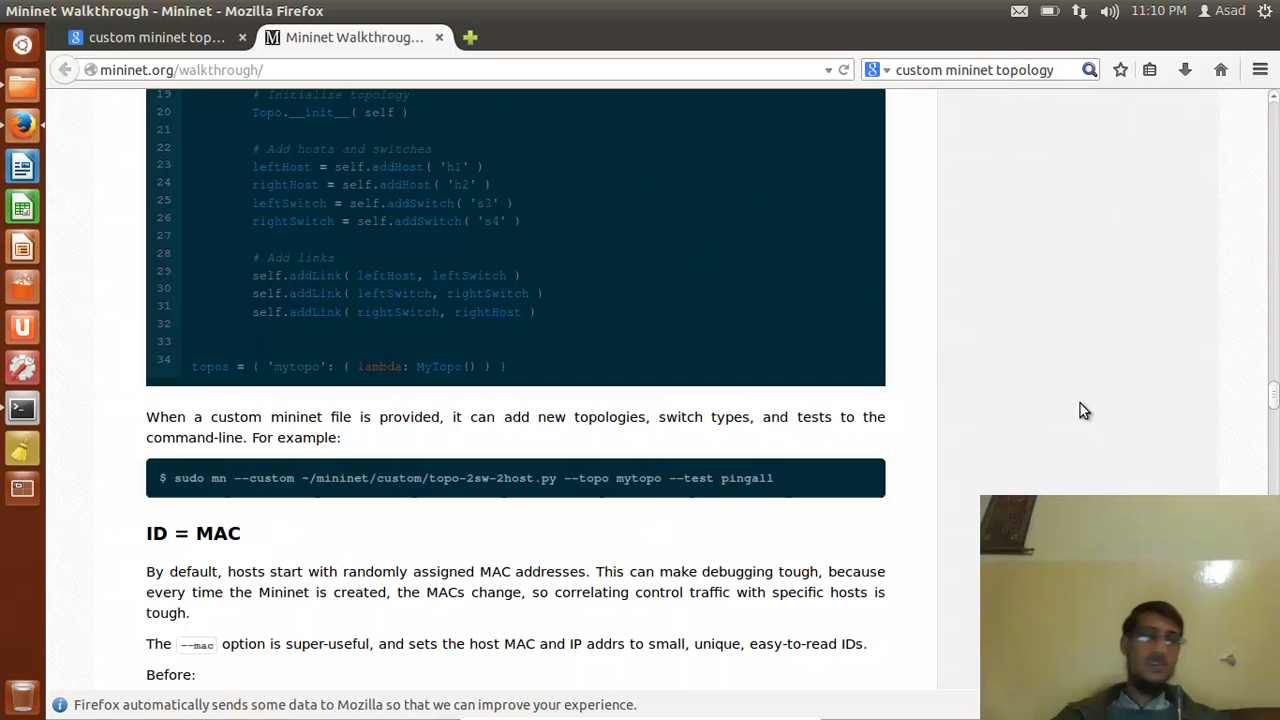 Mininet Walkthrough - Mininet - Mozilla Firefox
11:10 PM Asad
custom mininet top... × Mininet Walkthroug... ×
mininet.org/walkthrough/
custom mininet topology
19 # Initialize topology
20 Topo.__init__( self )
21
22 # Add hosts and switches
23 leftHost = self.addHost( 'h1' )
24 rightHost = self.addHost( 'h2' )
25 leftSwitch = self.addSwitch( 's3' )
26 rightSwitch = self.addSwitch( 's4' )
27
28 # Add links
29 self.addLink( leftHost, leftSwitch )
30 self.addLink( leftSwitch, rightSwitch )
31 self.addLink( rightSwitch, rightHost )
32
33
34 topos = { 'mytopo': ( lambda: MyTopo() ) }
When a custom mininet file is provided, it can add new topologies, switch types, and tests to the
command-line. For example:
$ sudo mn --custom ~/mininet/custom/topo-2sw-2host.py --topo mytopo --test pingall
ID = MAC
By default, hosts start with randomly assigned MAC addresses. This can make debugging tough, because
every time the Mininet is created, the MACs change, so correlating control traffic with specific hosts is
tough.
The --mac option is super-useful, and sets the host MAC and IP addrs to small, unique, easy-to-read IDs.
Before:
Firefox automatically sends some data to Mozilla so that we can improve your experience.